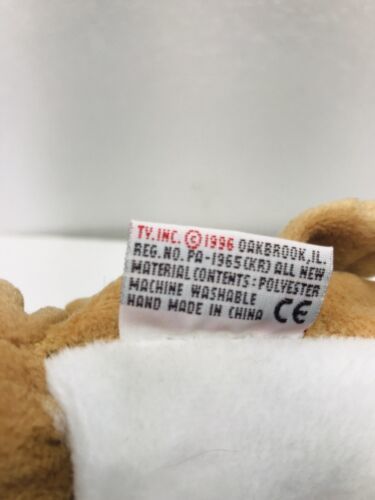 TY.INC.©1996 OAKBROOK,IL.
REG.NO.PA-1965(KR) ALL NEW
MATERIAL CONTENTS:POLYESTER
MACHINE WASHABLE
HAND MADE IN CHINA CE